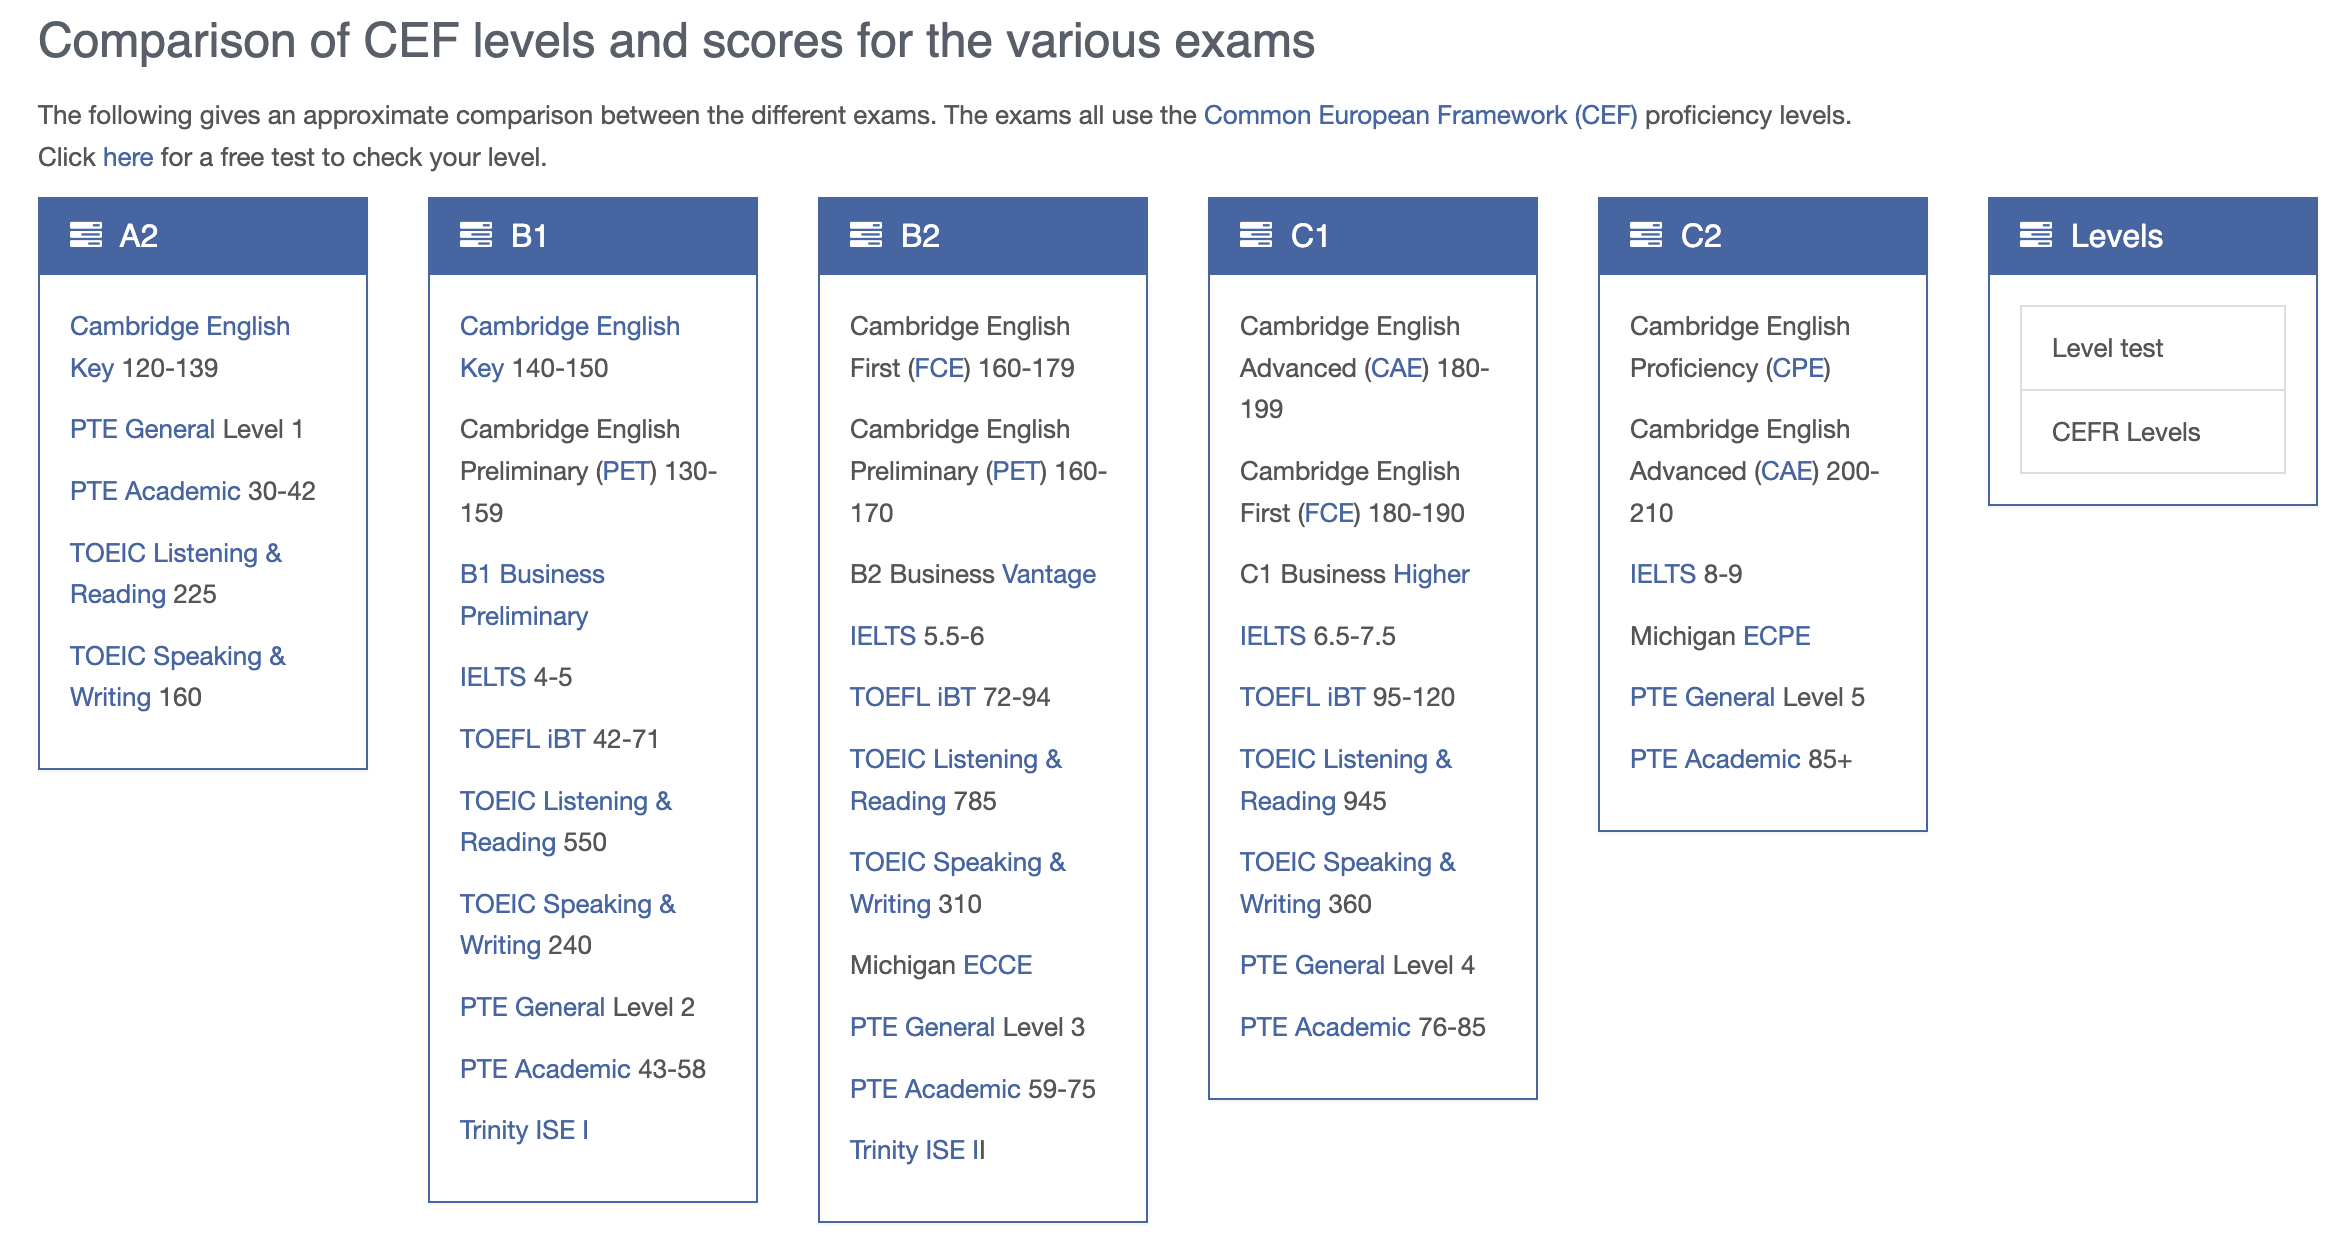 Comparison of CEF levels and scores for the various exams
The following gives an approximate comparison between the different exams. The exams all use the Common European Framework (CEF) proficiency levels.
Click here for a free test to check your level.
A2
Cambridge English
Key 120-139
PTE General Level 1
PTE Academic 30-42
TOEIC Listening &
Reading 225
TOEIC Speaking &
Writing 160
B1
Cambridge English
Key 140-150
Cambridge English
Preliminary (PET) 130-
159
B1 Business
Preliminary
IELTS 4-5
TOEFL iBT 42-71
TOEIC Listening &
Reading 550
TOEIC Speaking &
Writing 240
PTE General Level 2
PTE Academic 43-58
Trinity ISE I
B2
Cambridge English
First (FCE) 160-179
Cambridge English
Preliminary (PET) 160-
170
B2 Business Vantage
IELTS 5.5-6
TOEFL iBT 72-94
TOEIC Listening &
Reading 785
TOEIC Speaking &
Writing 310
Michigan ECCE
PTE General Level 3
PTE Academic 59-75
Trinity ISE II
C1
Cambridge English
Advanced (CAE) 180-
199
Cambridge English
First (FCE) 180-190
C1 Business Higher
IELTS 6.5-7.5
TOEFL iBT 95-120
TOEIC Listening &
Reading 945
TOEIC Speaking &
Writing 360
PTE General Level 4
PTE Academic 76-85
C2
Cambridge English
Proficiency (CPE)
Cambridge English
Advanced (CAE) 200-
210
IELTS 8-9
Michigan ECPE
PTE General Level 5
PTE Academic 85+
Levels
Level test
CEFR Levels